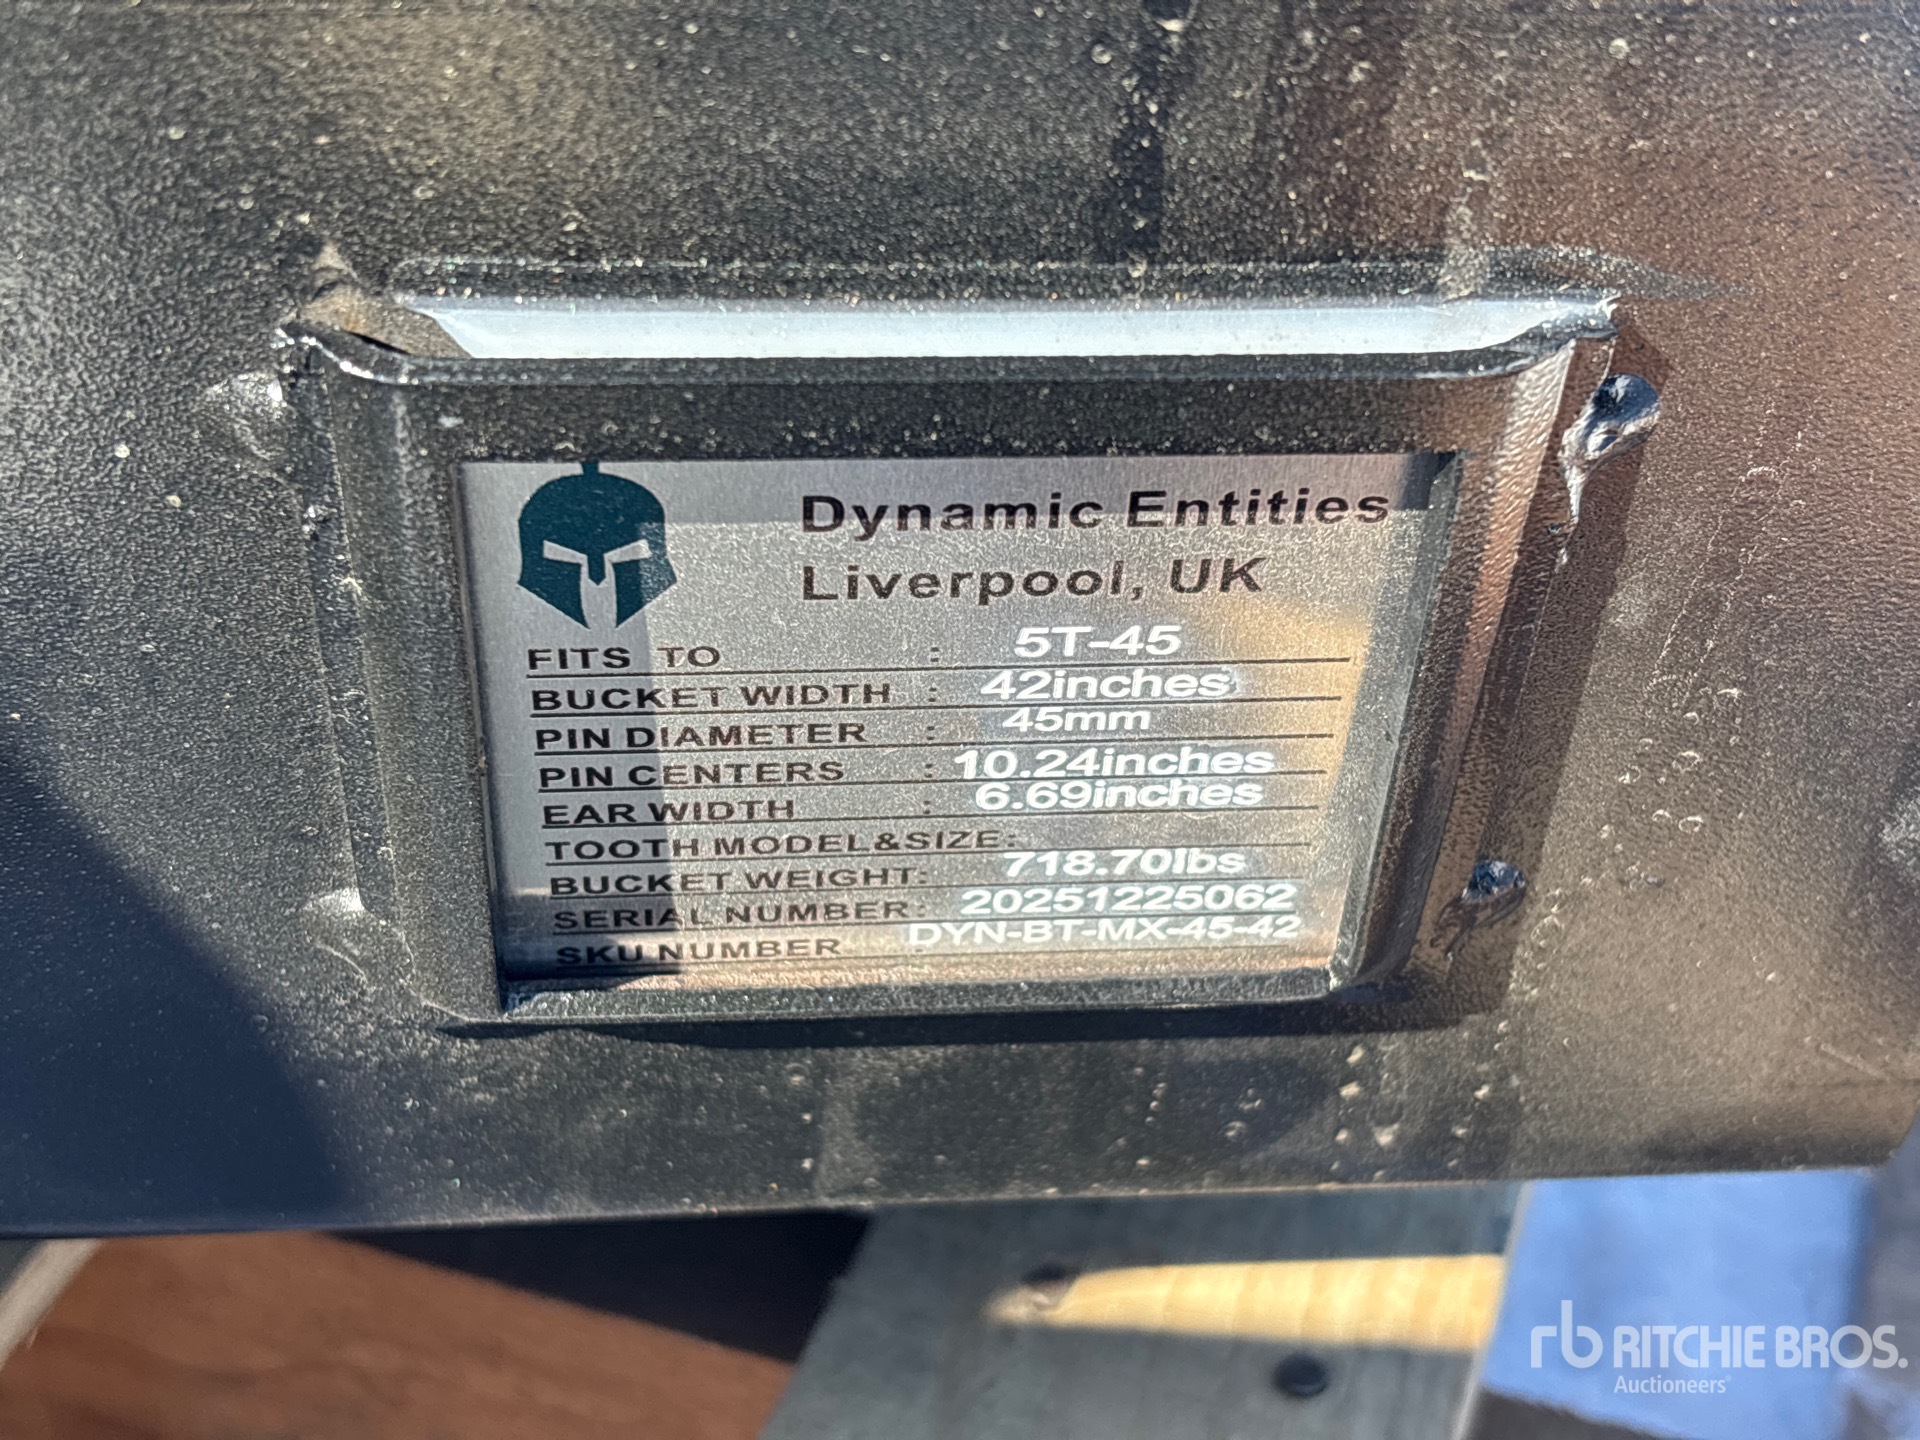 Dynamic Entities
Liverpool, UK
FITS TO : 5T-45
BUCKET WIDTH : 42inches
PIN DIAMETER : 45mm
PIN CENTERS : 10.24inches
EAR WIDTH : 6.69inches
TOOTH MODEL&SIZE:
BUCKET WEIGHT: 718.70lbs
SERIAL NUMBER: 20251225062
SKU NUMBER : DYN-BT-MX-45-42
rb RITCHIE BROS.
Auctioneers